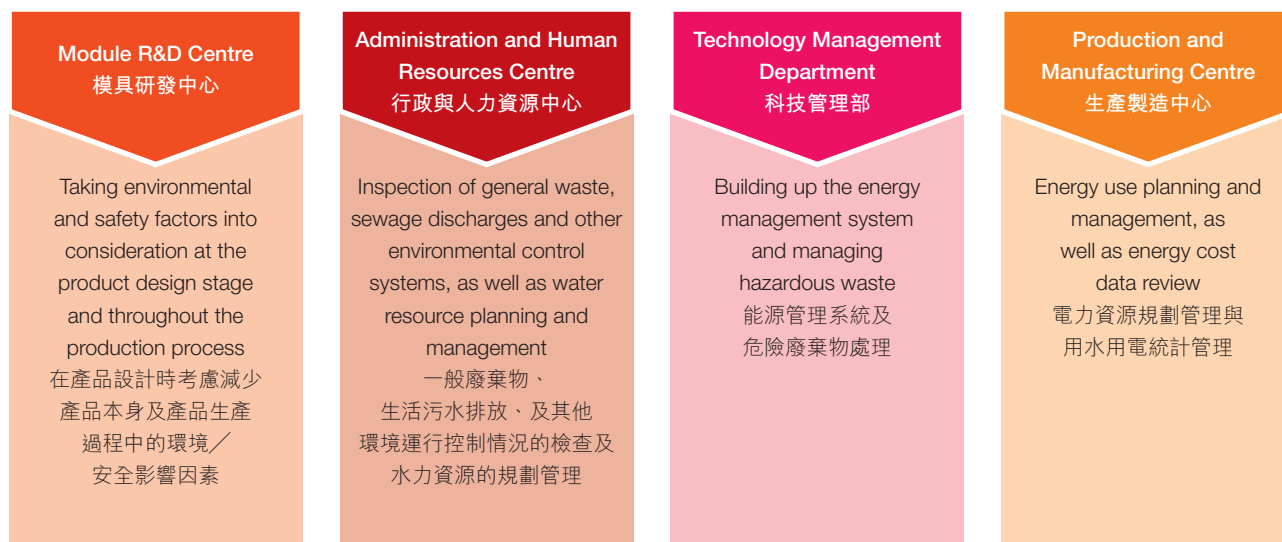 Module R&D Centre
模具研發中心
Taking environmental
and safety factors into
consideration at the
product design stage
and throughout the
production process
在產品設計時考慮減少
產品本身及產品生產
過程中的環境╱
安全影響因素
Administration and Human
Resources Centre
行政與人力資源中心
Inspection of general waste,
sewage discharges and other
environmental control
systems, as well as water
resource planning and
management
一般廢棄物、
生活污水排放、及其他
環境運行控制情況的檢查及
水力資源的規劃管理
Technology Management
Department
科技管理部
Building up the energy
management system
and managing
hazardous waste
能源管理系統及
危險廢棄物處理
Production and
Manufacturing Centre
生產製造中心
Energy use planning and
management, as
well as energy cost
data review
電力資源規劃管理與
用水用電統計管理